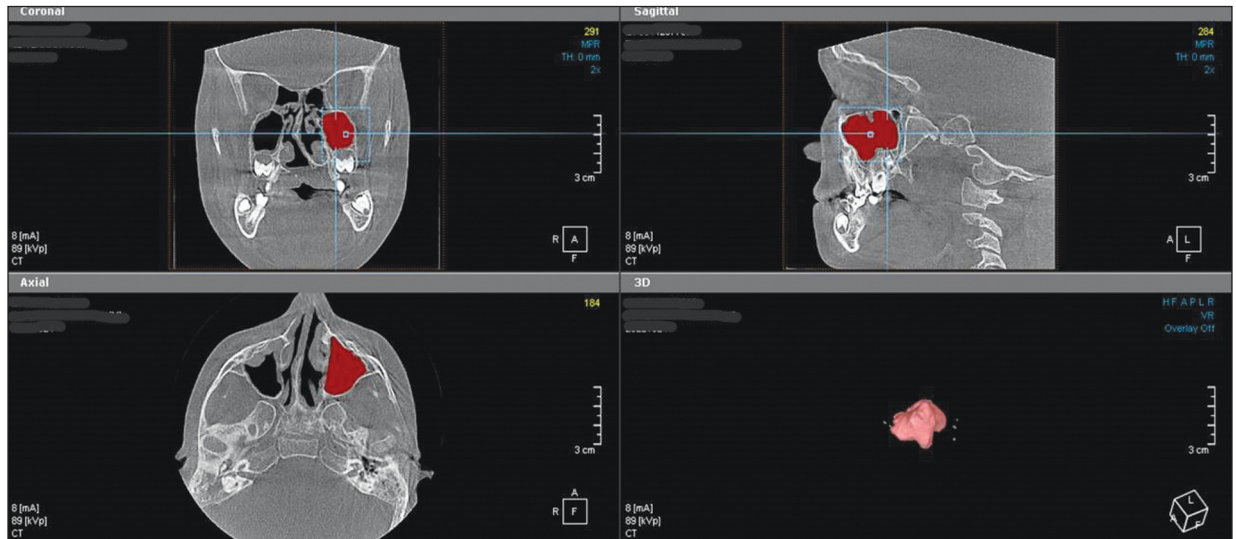 Coronal
291
MPR
TH: 0 mm
2x
3 cm
8 [mA]
89 [kVp]
CT
R A
F
Sagittal
284
MPR
TH: 0 mm
2x
3 cm
8 [mA]
89 [kVp]
CT
A L
F
Axial
184
3 cm
8 [mA]
89 [kVp]
CT
A
R F
3D
H F A P L R
VR
Overlay Off
3 cm
8 [mA]
89 [kVp]
CT
L
A F